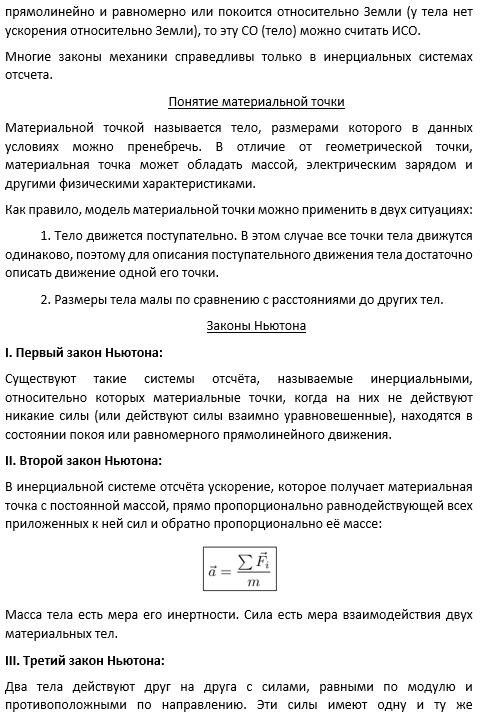 прямолинейно и равномерно или покоится относительно Земли (у тела нет
ускорения относительно Земли), то эту СО (тело) можно считать ИСО.
Многие законы механики справедливы только в инерциальных системах
отсчета.
Понятие материальной точки
Материальной точкой называется тело, размерами которого в данных
условиях можно пренебречь. В отличие от геометрической точки,
материальная точка может обладать массой, электрическим зарядом и
другими физическими характеристиками.
Как правило, модель материальной точки можно применить в двух ситуациях:
1. Тело движется поступательно. В этом случае все точки тела движутся
одинаково, поэтому для описания поступательного движения тела достаточно
описать движение одной его точки.
2. Размеры тела малы по сравнению с расстояниями до других тел.
Законы Ньютона
I. Первый закон Ньютона:
Существуют такие системы отсчёта, называемые инерциальными,
относительно которых материальные точки, когда на них не действуют
никакие силы (или действуют силы взаимно уравновешенные), находятся в
состоянии покоя или равномерного прямолинейного движения.
II. Второй закон Ньютона:
В инерциальной системе отсчёта ускорение, которое получает материальная
точка с постоянной массой, прямо пропорционально равнодействующей всех
приложенных к ней сил и обратно пропорционально её массе:
$\vec{a} = \frac{\sum \vec{F}_i}{m}$
Масса тела есть мера его инертности. Сила есть мера взаимодействия двух
материальных тел.
III. Третий закон Ньютона:
Два тела действуют друг на друга с силами, равными по модулю и
противоположными по направлению. Эти силы имеют одну и ту же